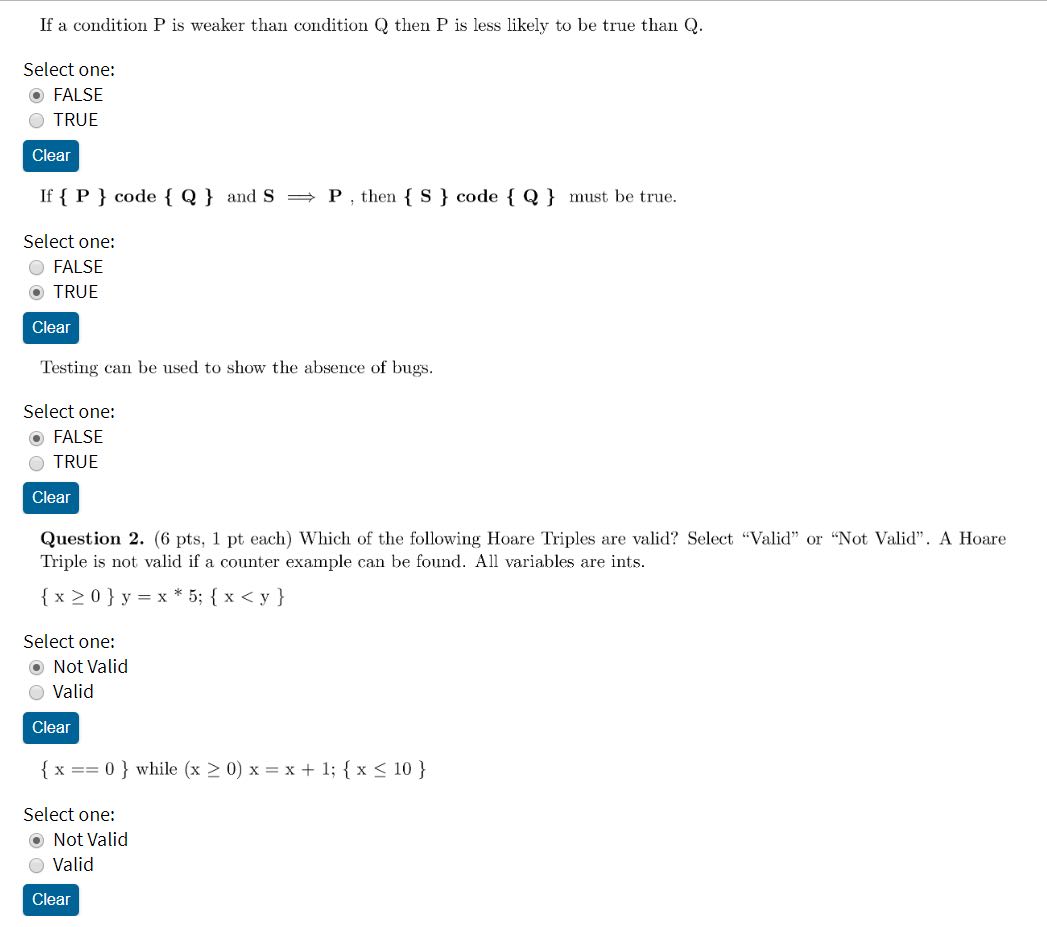 If a condition P is weaker than condition Q then P is less likely to be true than Q.
Select one:
FALSE
TRUE
Clear
If { P } code { Q } and S ⟹ P , then { S } code { Q } must be true.
Select one:
FALSE
TRUE
Clear
Testing can be used to show the absence of bugs.
Select one:
FALSE
TRUE
Clear
Question 2. (6 pts, 1 pt each) Which of the following Hoare Triples are valid? Select “Valid” or “Not Valid”. A Hoare
Triple is not valid if a counter example can be found. All variables are ints.
{ x ≥ 0 } y = x * 5; { x < y }
Select one:
Not Valid
Valid
Clear
{ x == 0 } while (x ≥ 0) x = x + 1; { x ≤ 10 }
Select one:
Not Valid
Valid
Clear